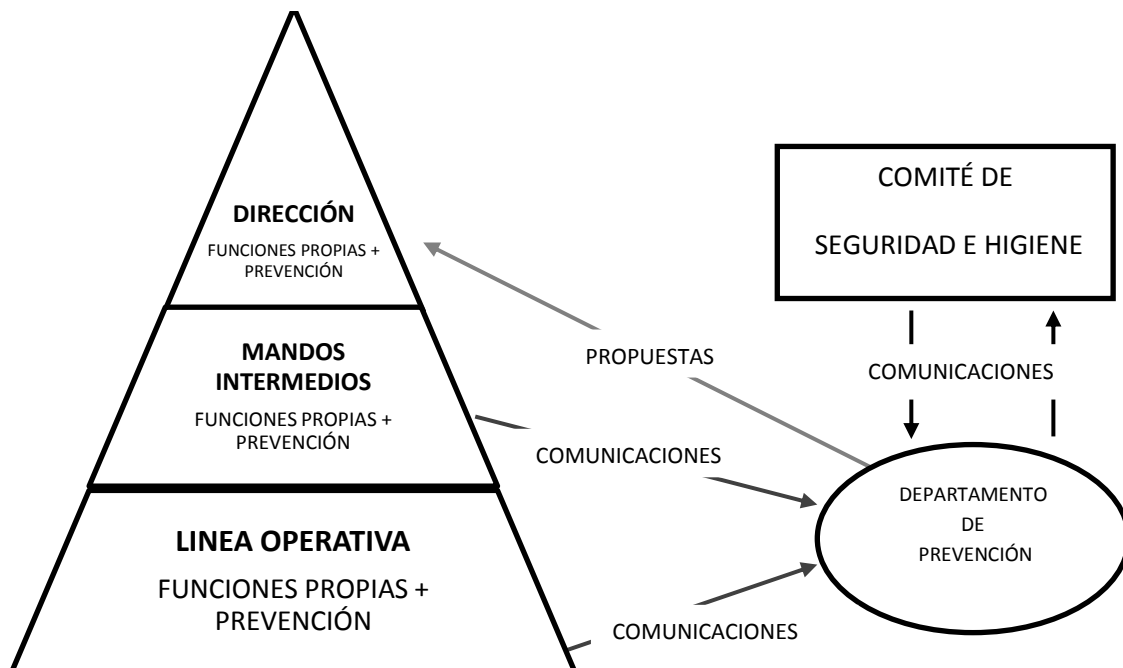 DIRECCIÓN
FUNCIONES PROPIAS +
PREVENCIÓN
MANDOS
INTERMEDIOS
FUNCIONES PROPIAS +
PREVENCIÓN
LINEA OPERATIVA
FUNCIONES PROPIAS +
PREVENCIÓN
PROPUESTAS
COMUNICACIONES
COMUNICACIONES
COMITÉ DE
SEGURIDAD E HIGIENE
COMUNICACIONES
DEPARTAMENTO
DE
PREVENCIÓN